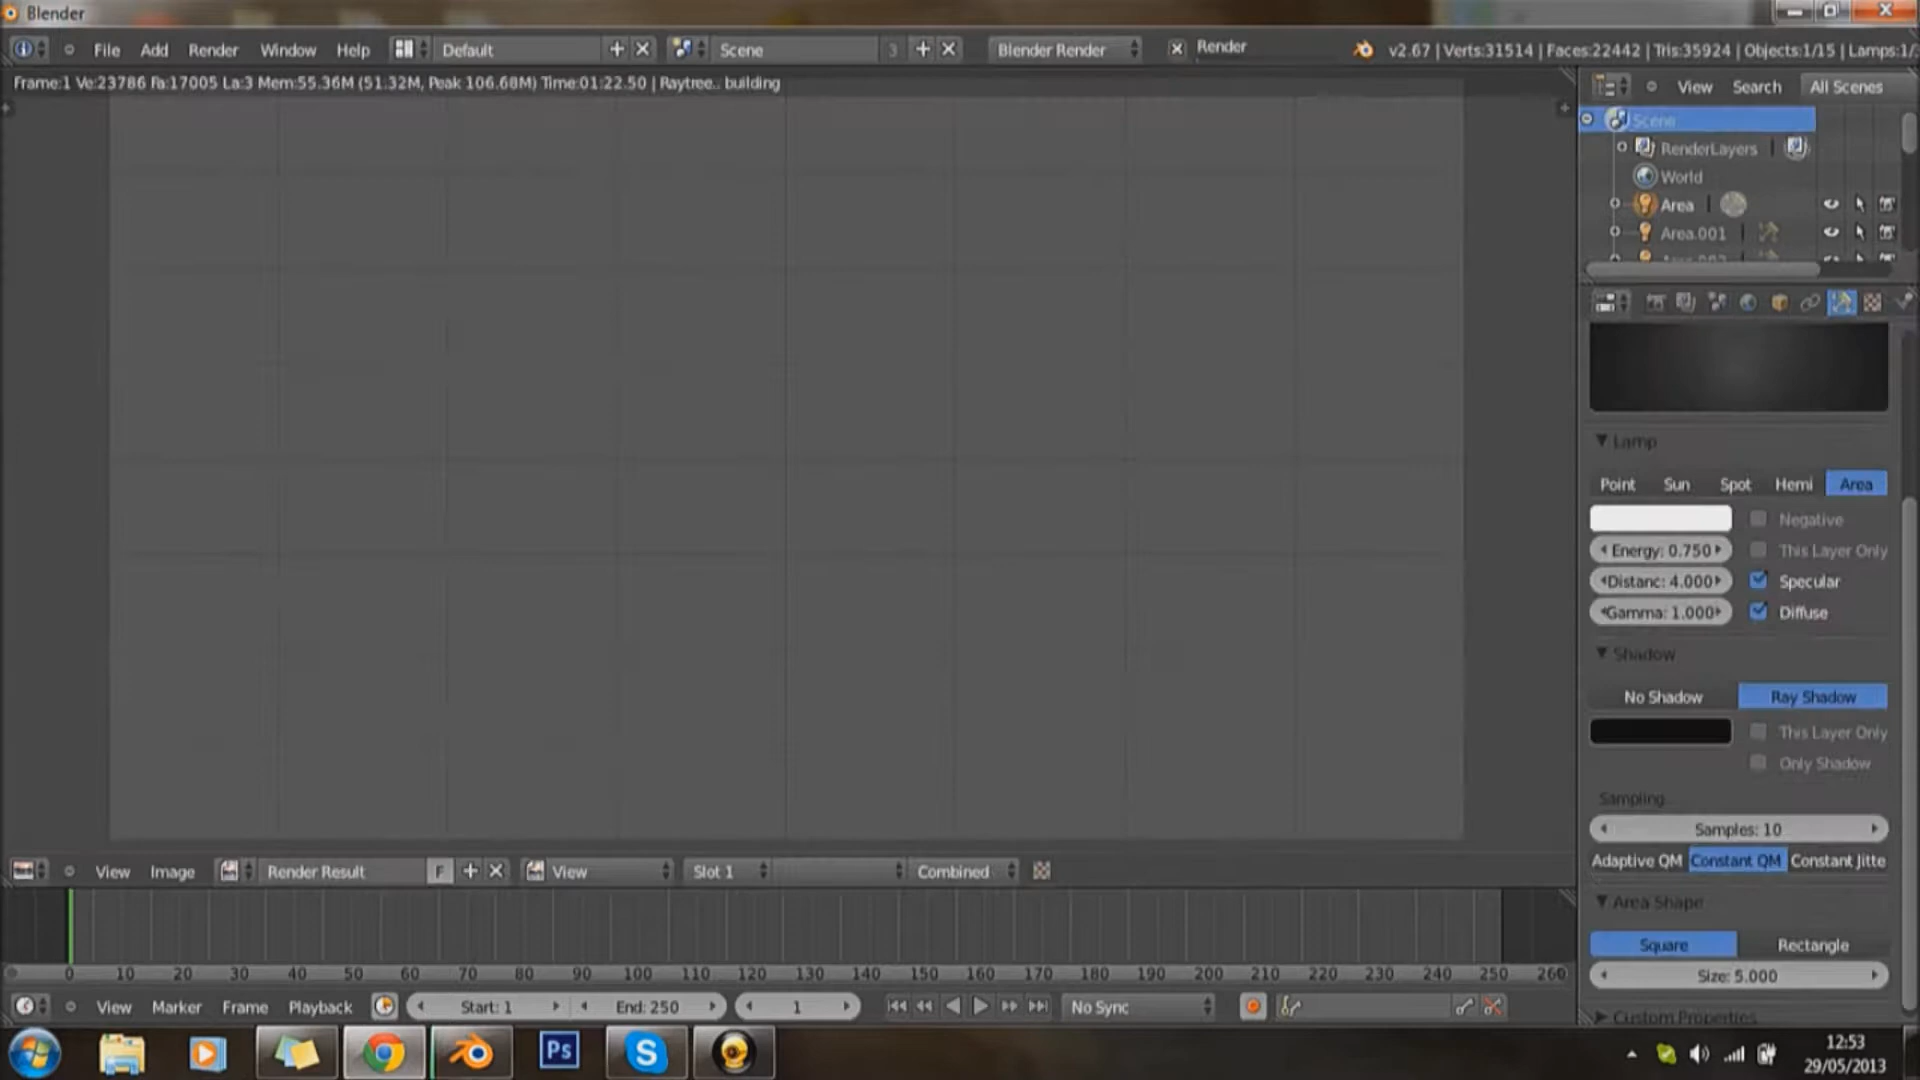 Blender
File Add Render Window Help Default Scene 3 Blender Render Render v2.67 | Verts:31514 | Faces:22442 | Tris:35924 | Objects:1/15 | Lamps:1/
Frame:1 Ve:23786 Fa:17005 La:3 Mem:55.36M (51.32M, Peak 106.68M) Time:01:22.50 | Raytree.. building
View Search All Scenes
Scene
RenderLayers
World
Area
Area.001
Lamp
Point Sun Spot Hemi Area
Negative
Energy: 0.750 This Layer Only
Distanc: 4.000 Specular
Gamma: 1.000 Diffuse
Shadow
No Shadow Ray Shadow
This Layer Only
Only Shadow
Sampling:
Samples: 10
Adaptive QM Constant QM Constant Jitte
Area Shape
Square Rectangle
Size: 5.000
Custom Properties
View Image Render Result F View Slot 1 Combined
0 10 20 30 40 50 60 70 80 90 100 110 120 130 140 150 160 170 180 190 200 210 220 230 240 250 260
View Marker Frame Playback Start: 1 End: 250 1 No Sync
Ps
S
12:53
29/05/2013